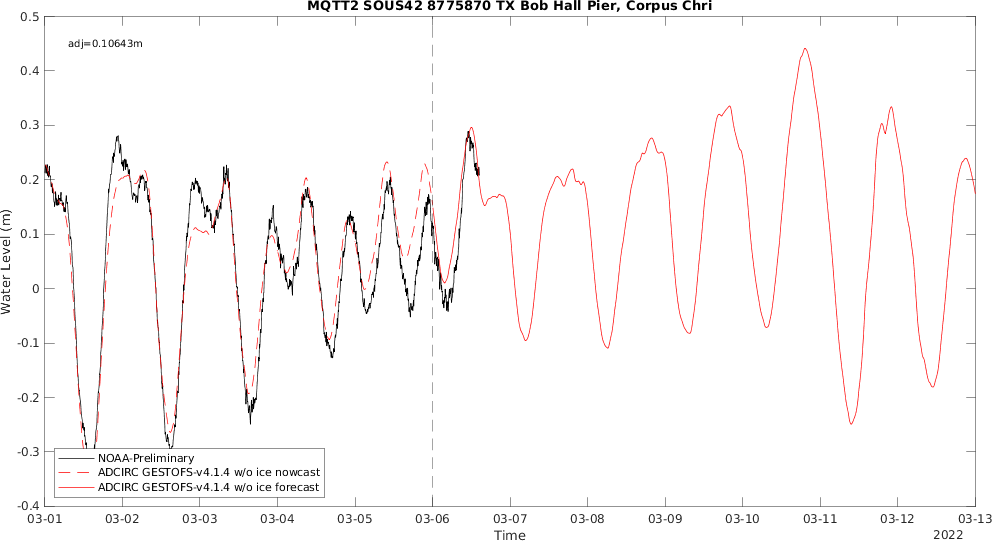 MQTT2 SOUS42 8775870 TX Bob Hall Pier, Corpus Chri
adj=0.10643m
0.5
0.4
0.3
0.2
0.1
0
-0.1
-0.2
-0.3
-0.4
Water Level (m)
NOAA-Preliminary
ADCIRC GESTOFS-v4.1.4 w/o ice nowcast
ADCIRC GESTOFS-v4.1.4 w/o ice forecast
03-01 03-02 03-03 03-04 03-05 03-06 03-07 03-08 03-09 03-10 03-11 03-12 03-13
Time
2022